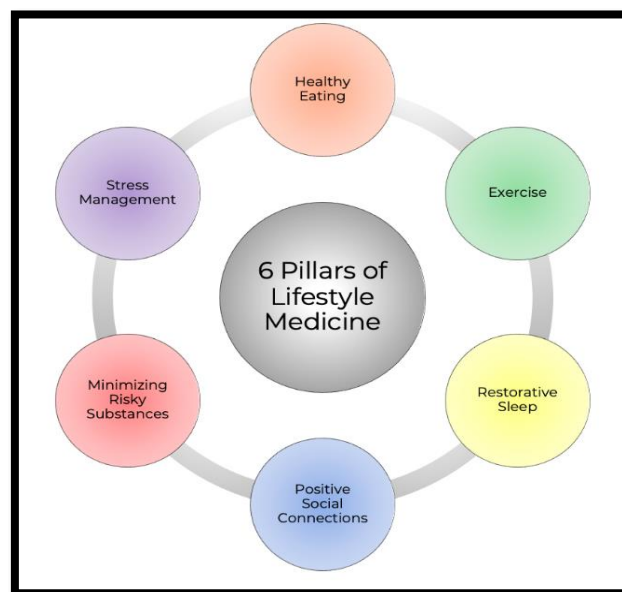 Healthy
Eating
Exercise
Restorative
Sleep
Positive
Social
Connections
Minimizing
Risky
Substances
Stress
Management
6 Pillars of
Lifestyle
Medicine